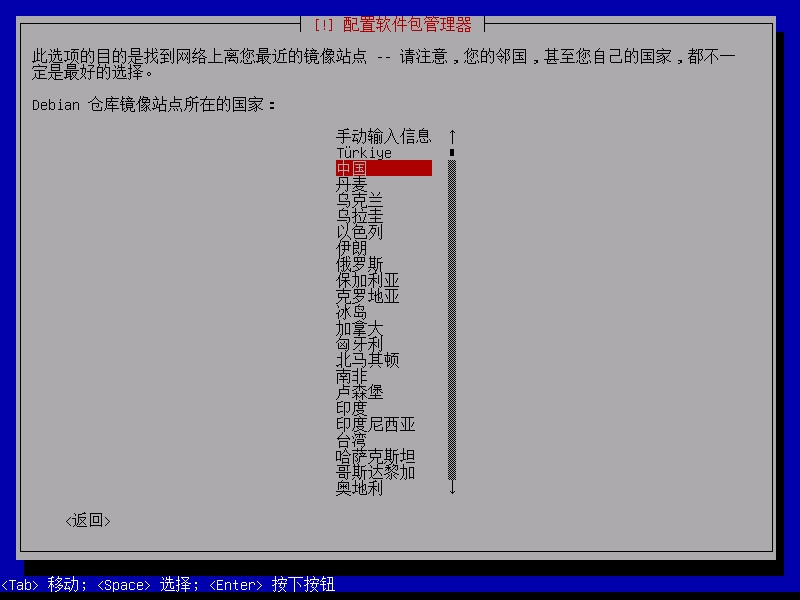 [!] 配置软件包管理器
此选项的目的是找到网络上离您最近的镜像站点 -- 请注意,您的邻国,甚至您自己的国家,都不一
定是最好的选择。
Debian 仓库镜像站点所在的国家:
手动输入信息
Türkiye
中国
丹麦
乌克兰
乌拉圭
以色列
伊朗
俄罗斯
保加利亚
克罗地亚
冰岛
加拿大
匈牙利
北马其顿
南非
卢森堡
印度
印度尼西亚
台湾
哈萨克斯坦
哥斯达黎加
奥地利
<返回>
<Tab> 移动; <Space> 选择; <Enter> 按下按钮